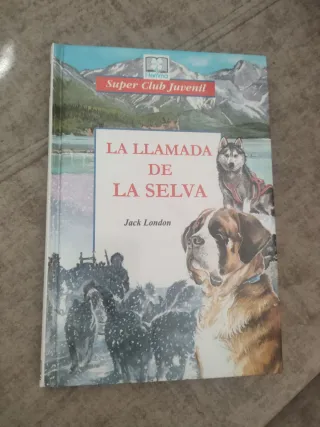 Super Club Juvenil
LA LLAMADA
DE
LA SELVA
Jack London